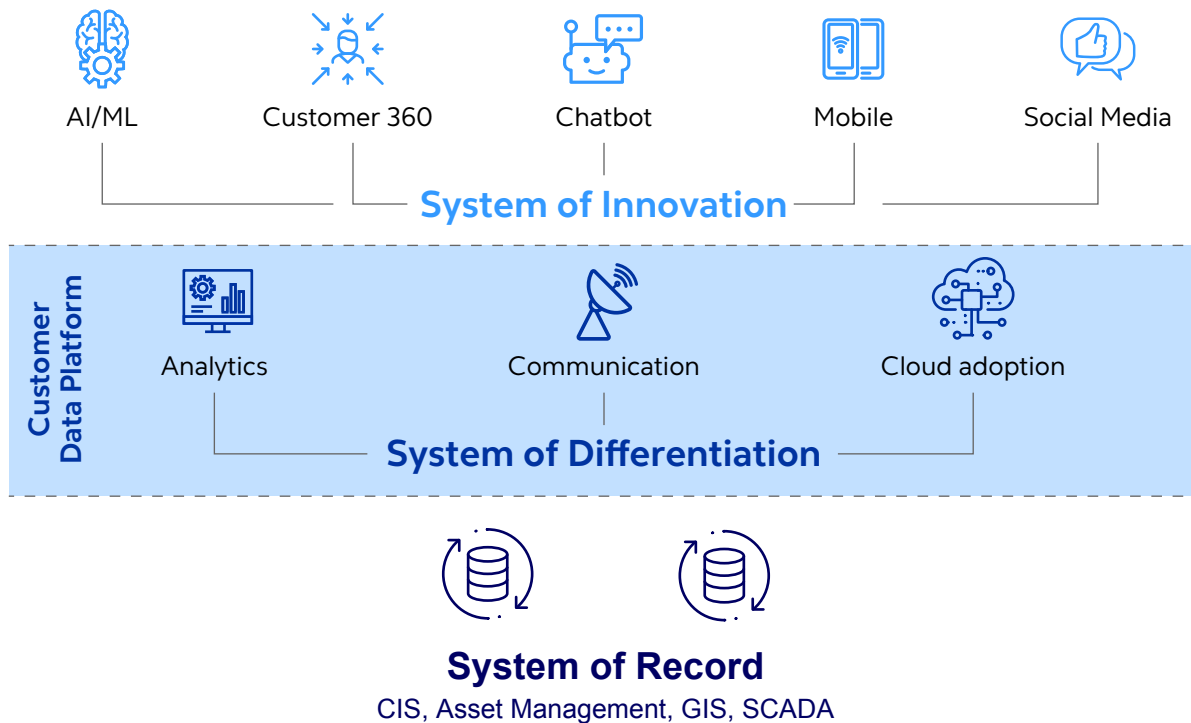 AI/ML
Customer 360
Chatbot
Mobile
Social Media
System of Innovation
Customer
Data Platform
Analytics
Communication
Cloud adoption
System of Differentiation
System of Record
CIS, Asset Management, GIS, SCADA